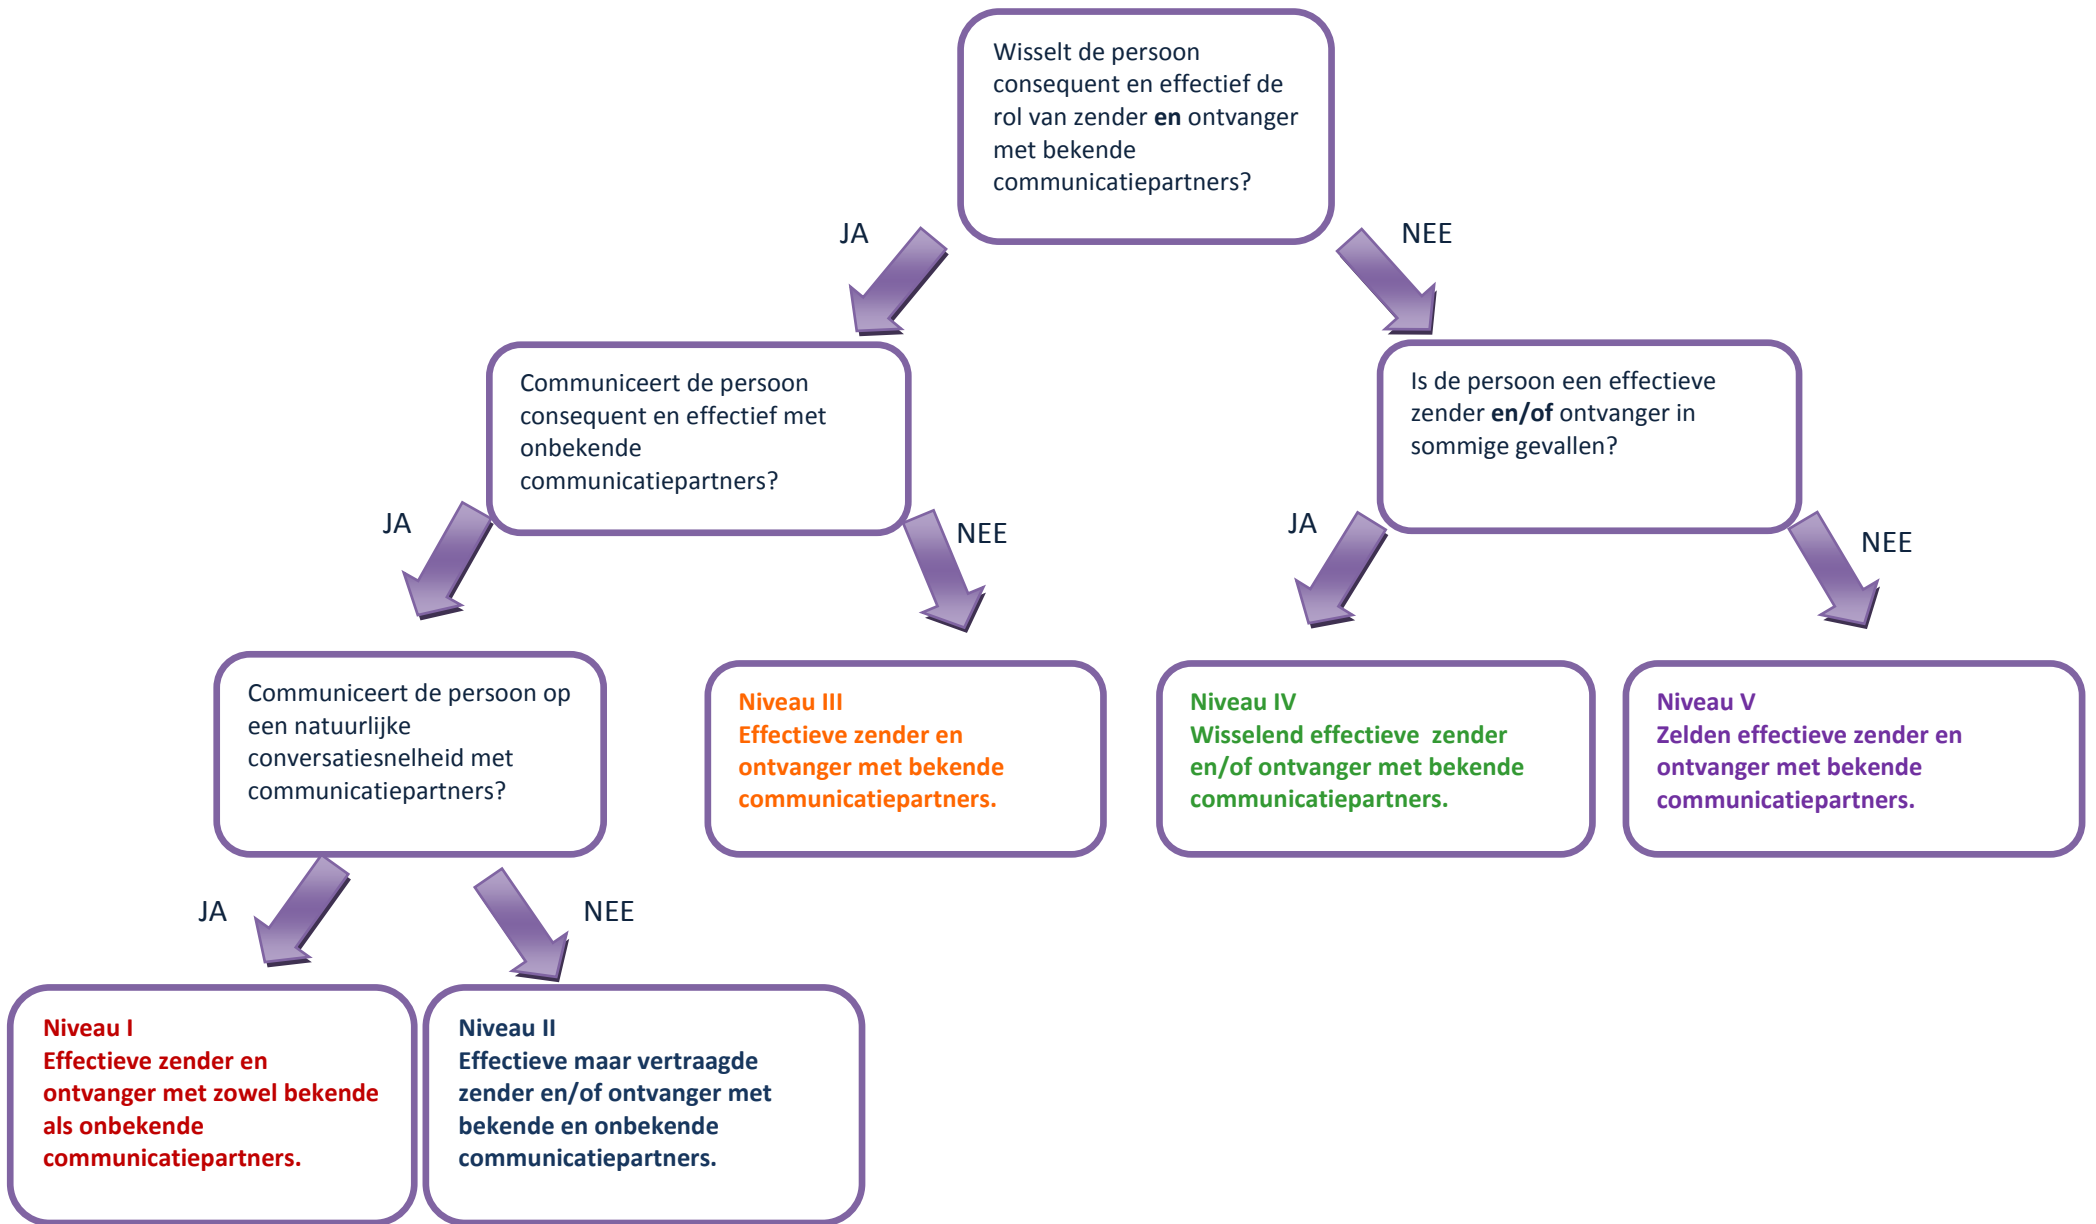 Wisselt de persoon
consequent en effectief de
rol van zender en ontvanger
met bekende
communicatiepartners?
JA
NEE
Communiceert de persoon
consequent en effectief met
onbekende
communicatiepartners?
Is de persoon een effectieve
zender en/of ontvanger in
sommige gevallen?
JA
NEE
JA
NEE
Communiceert de persoon op
een natuurlijke
conversatiesnelheid met
communicatiepartners?
Niveau III
Effectieve zender en
ontvanger met bekende
communicatiepartners.
Niveau IV
Wisselend effectieve zender
en/of ontvanger met bekende
communicatiepartners.
Niveau V
Zelden effectieve zender en
ontvanger met bekende
communicatiepartners.
JA
NEE
Niveau I
Effectieve zender en
ontvanger met zowel bekende
als onbekende
communicatiepartners.
Niveau II
Effectieve maar vertraagde
zender en/of ontvanger met
bekende en onbekende
communicatiepartners.